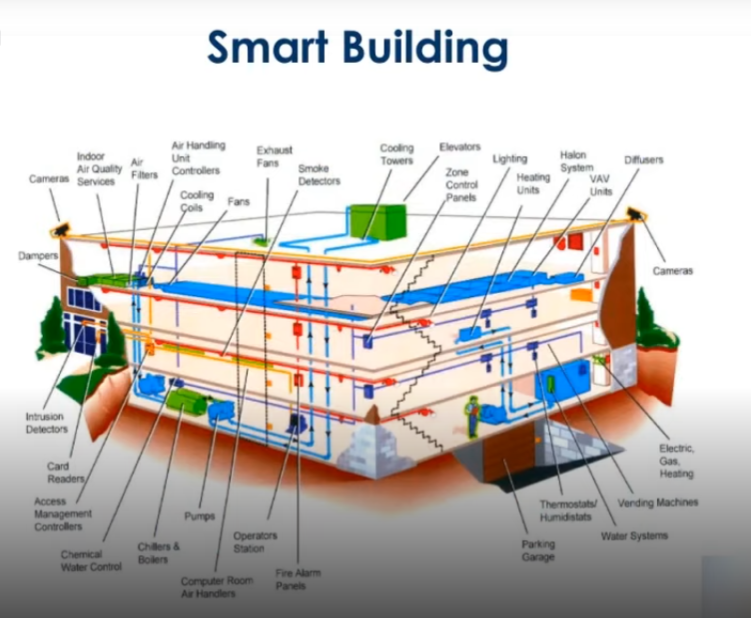 Smart Building
Cameras
Indoor
Air Quality
Services
Air
Filters
Air Handling
Unit
Controllers
Cooling
Coils
Fans
Exhaust
Fans
Smoke
Detectors
Cooling
Towers
Elevators
Zone
Control
Panels
Lighting
Heating
Units
Halon
System
VAV
Units
Diffusers
Dampers
Cameras
Intrusion
Detectors
Card
Readers
Access
Management
Controllers
Chemical
Water Control
Chillers &
Boilers
Pumps
Computer Room
Air Handlers
Operators
Station
Fire Alarm
Panels
Parking
Garage
Thermostats/
Humidistats
Water Systems
Vending Machines
Electric,
Gas,
Heating